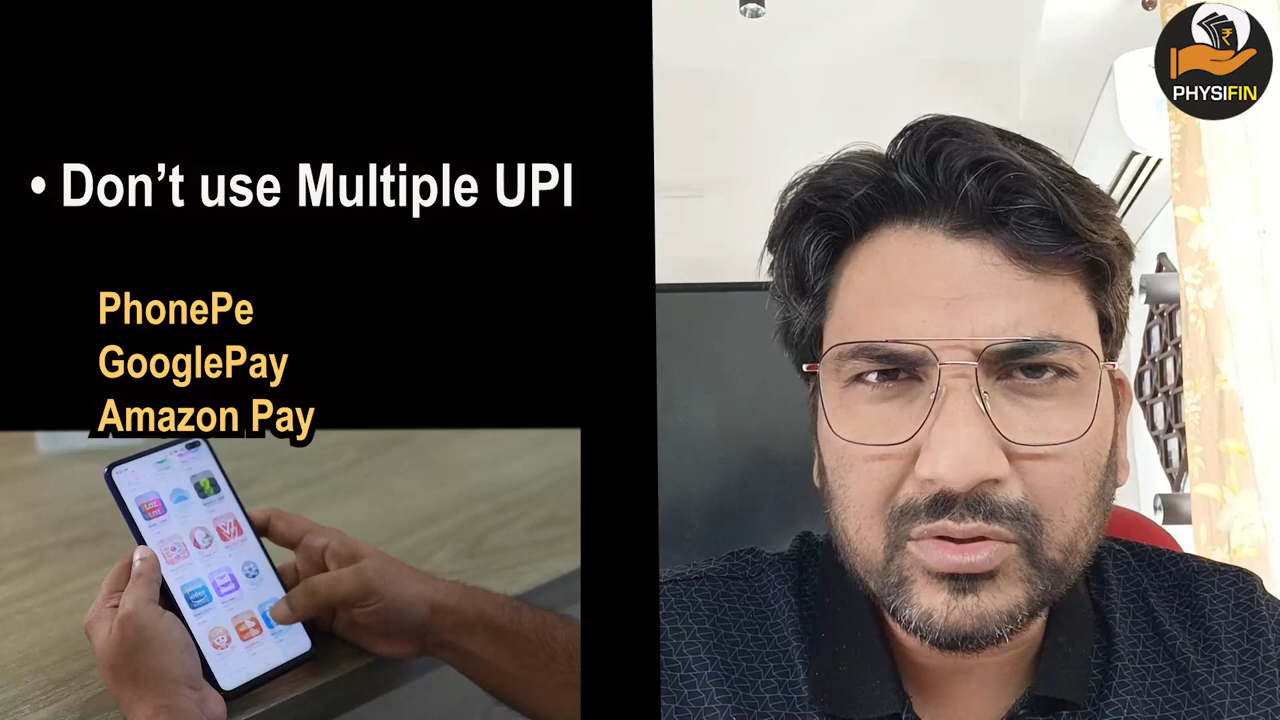 • Don’t use Multiple UPI
PhonePe
GooglePay
Amazon Pay
PHYSIFIN